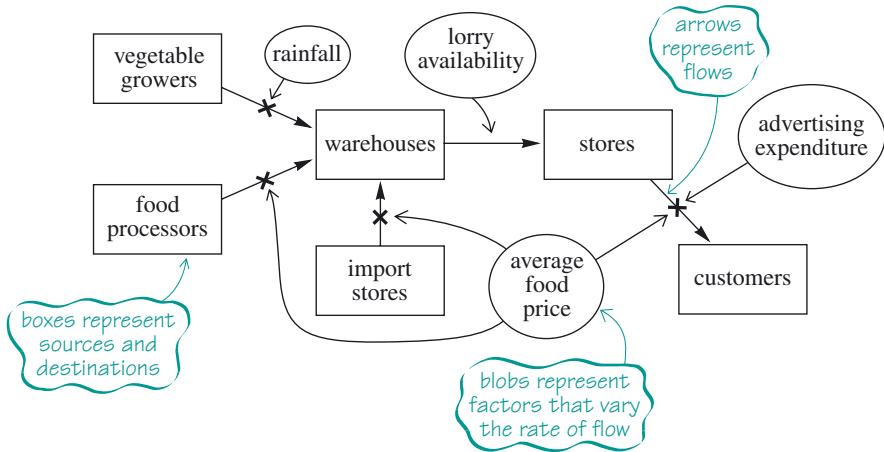 vegetable
growers
rainfall
lorry
availability
arrows
represent
flows
warehouses
stores
advertising
expenditure
food
processors
import
stores
average
food
price
customers
boxes represent
sources and
destinations
blobs represent
factors that vary
the rate of flow